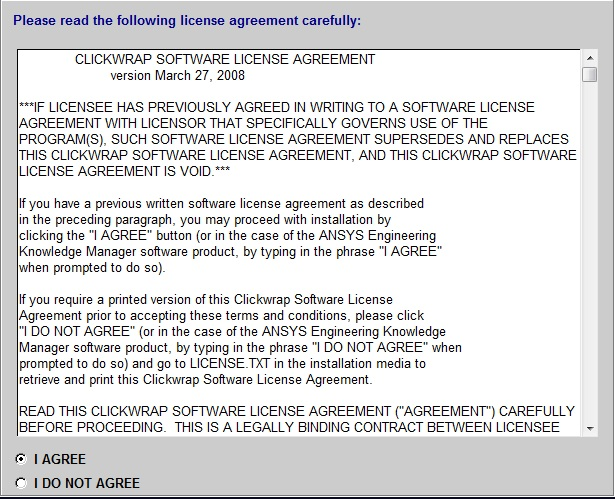 Please read the following license agreement carefully:
CLICKWRAP SOFTWARE LICENSE AGREEMENT
version March 27, 2008
***IF LICENSEE HAS PREVIOUSLY AGREED IN WRITING TO A SOFTWARE LICENSE
AGREEMENT WITH LICENSOR THAT SPECIFICALLY GOVERNS USE OF THE
PROGRAM(S), SUCH SOFTWARE LICENSE AGREEMENT SUPERSEDES AND REPLACES
THIS CLICKWRAP SOFTWARE LICENSE AGREEMENT, AND THIS CLICKWRAP SOFTWARE
LICENSE AGREEMENT IS VOID.***
If you have a previous written software license agreement as described
in the preceding paragraph, you may proceed with installation by
clicking the "I AGREE" button (or in the case of the ANSYS Engineering
Knowledge Manager software product, by typing in the phrase "I AGREE"
when prompted to do so).
If you require a printed version of this Clickwrap Software License
Agreement prior to accepting these terms and conditions, please click
"I DO NOT AGREE" (or in the case of the ANSYS Engineering Knowledge
Manager software product, by typing in the phrase "I DO NOT AGREE" when
prompted to do so) and go to LICENSE.TXT in the installation media to
retrieve and print this Clickwrap Software License Agreement.
READ THIS CLICKWRAP SOFTWARE LICENSE AGREEMENT ("AGREEMENT") CAREFULLY
BEFORE PROCEEDING.  THIS IS A LEGALLY BINDING CONTRACT BETWEEN LICENSEE
I AGREE
I DO NOT AGREE